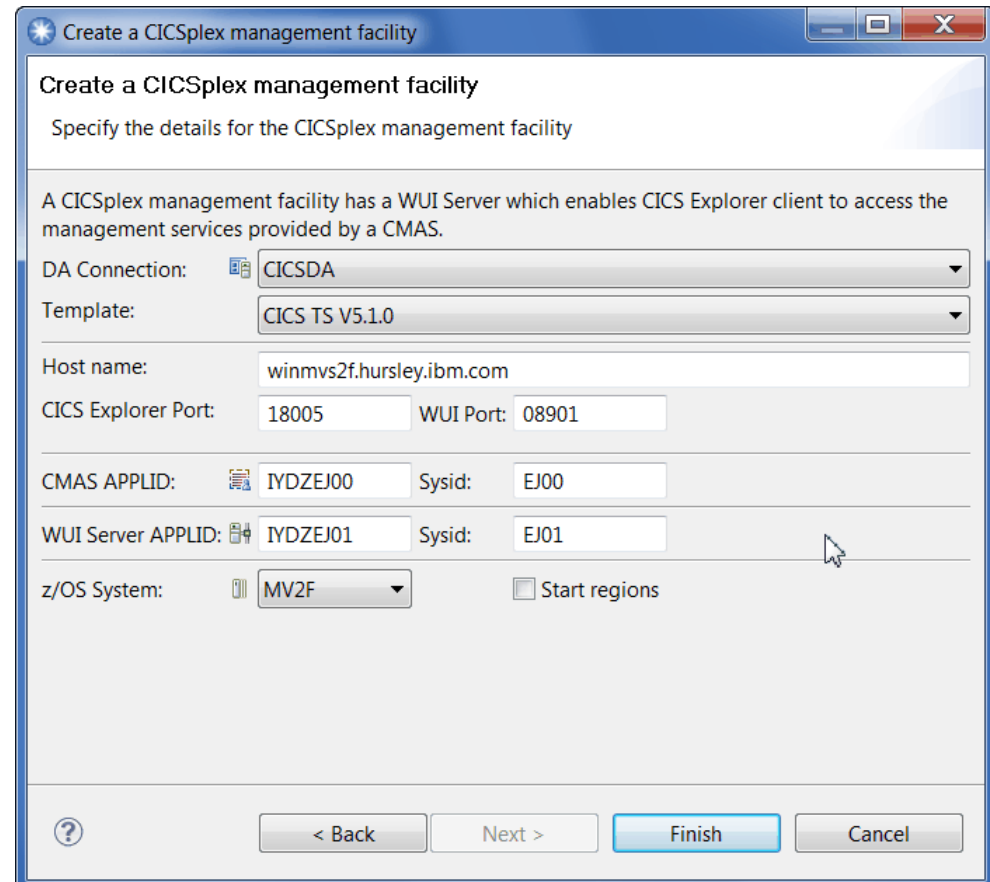 Create a CICSplex management facility
Create a CICSplex management facility
Specify the details for the CICSplex management facility
A CICSplex management facility has a WUI Server which enables CICS Explorer client to access the
management services provided by a CMAS.
DA Connection: CICSDA
Template: CICS TS V5.1.0
Host name: winmvs2f.hursley.ibm.com
CICS Explorer Port: 18005 WUI Port: 08901
CMAS APPLID: IYDZEJ00 Sysid: EJ00
WUI Server APPLID: IYDZEJ01 Sysid: EJ01
z/OS System: MV2F Start regions
? < Back Next > Finish Cancel